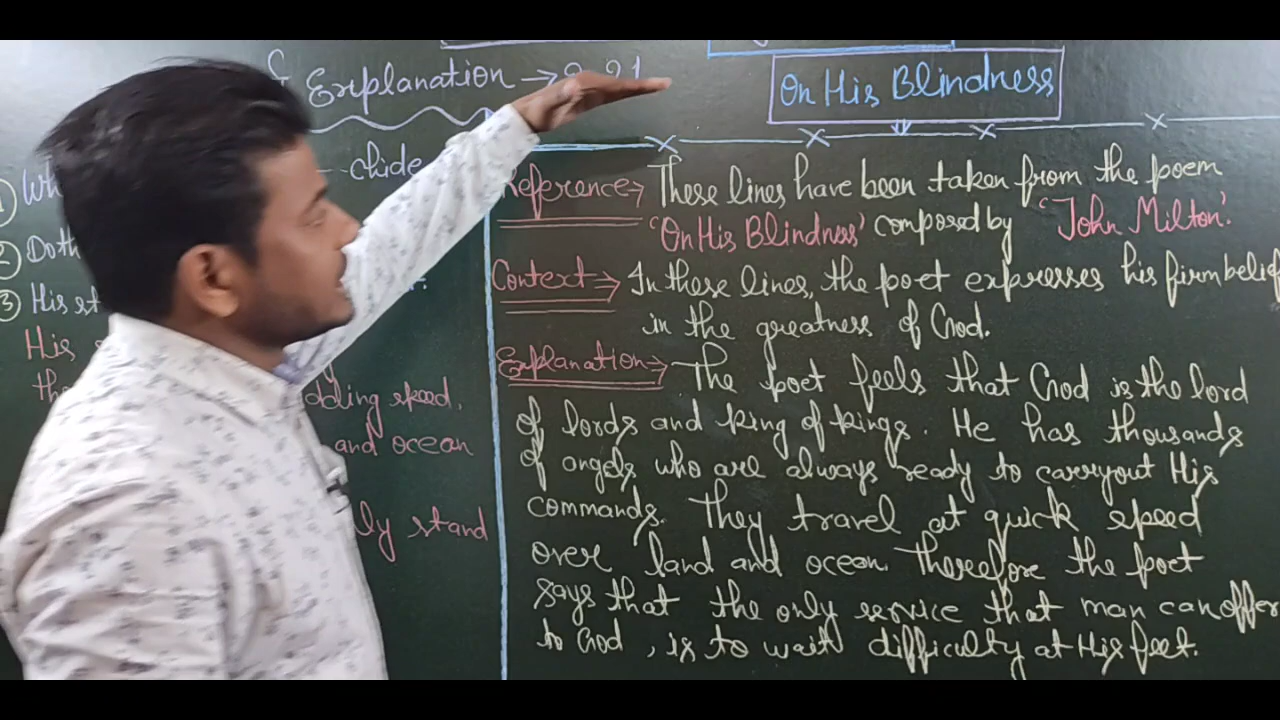 Explanation →
On His Blindness
chide
① Wh
② Do th
③ His st
His
the
dding speed,
and ocean
ly stand
Reference→ These lines have been taken from the poem
'On His Blindness' composed by 'John Milton'.
Context⇒ In these lines, the poet expresses his firm belief
in the greatness of God.
Explanation⇒ The poet feels that God is the lord
of lords and king of kings. He has thousands
of angels who are always ready to carryout His
commands. They travel at quick speed
over land and ocean. Therefore the poet
says that the only service that man can offer
to God, is to wait difficulty at His feet.